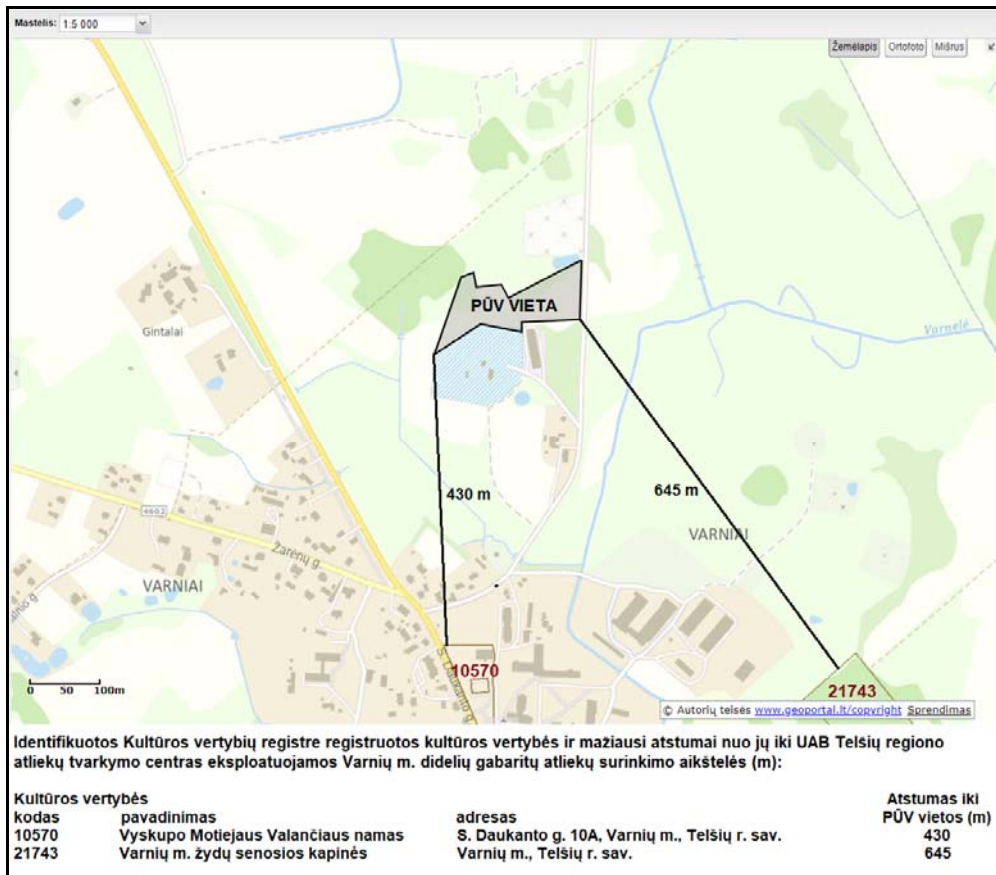 Mastelis: 1:5 000
Žemėlapis Ortofoto Mišrus
PŪV VIETA
Gintalai
Varnelė
430 m
645 m
VARNIAI
4602
Žarėnų g.
VARNIAI
S. Daukanto g.
10570
21743
0 50 100m
© Autorių teisės www.geoportal.lt/copyright Sprendimas
Identifikuotos Kultūros vertybių registre registruotos kultūros vertybės ir mažiausi atstumai nuo jų iki UAB Telšių regiono
atliekų tvarkymo centras eksploatuojamos Varnių m. didelių gabaritų atliekų surinkimo aikštelės (m):
Kultūros vertybės Atstumas iki
kodas pavadinimas adresas PŪV vietos (m)
10570 Vyskupo Motiejaus Valančiaus namas S. Daukanto g. 10A, Varnių m., Telšių r. sav. 430
21743 Varnių m. žydų senosios kapinės Varnių m., Telšių r. sav. 645